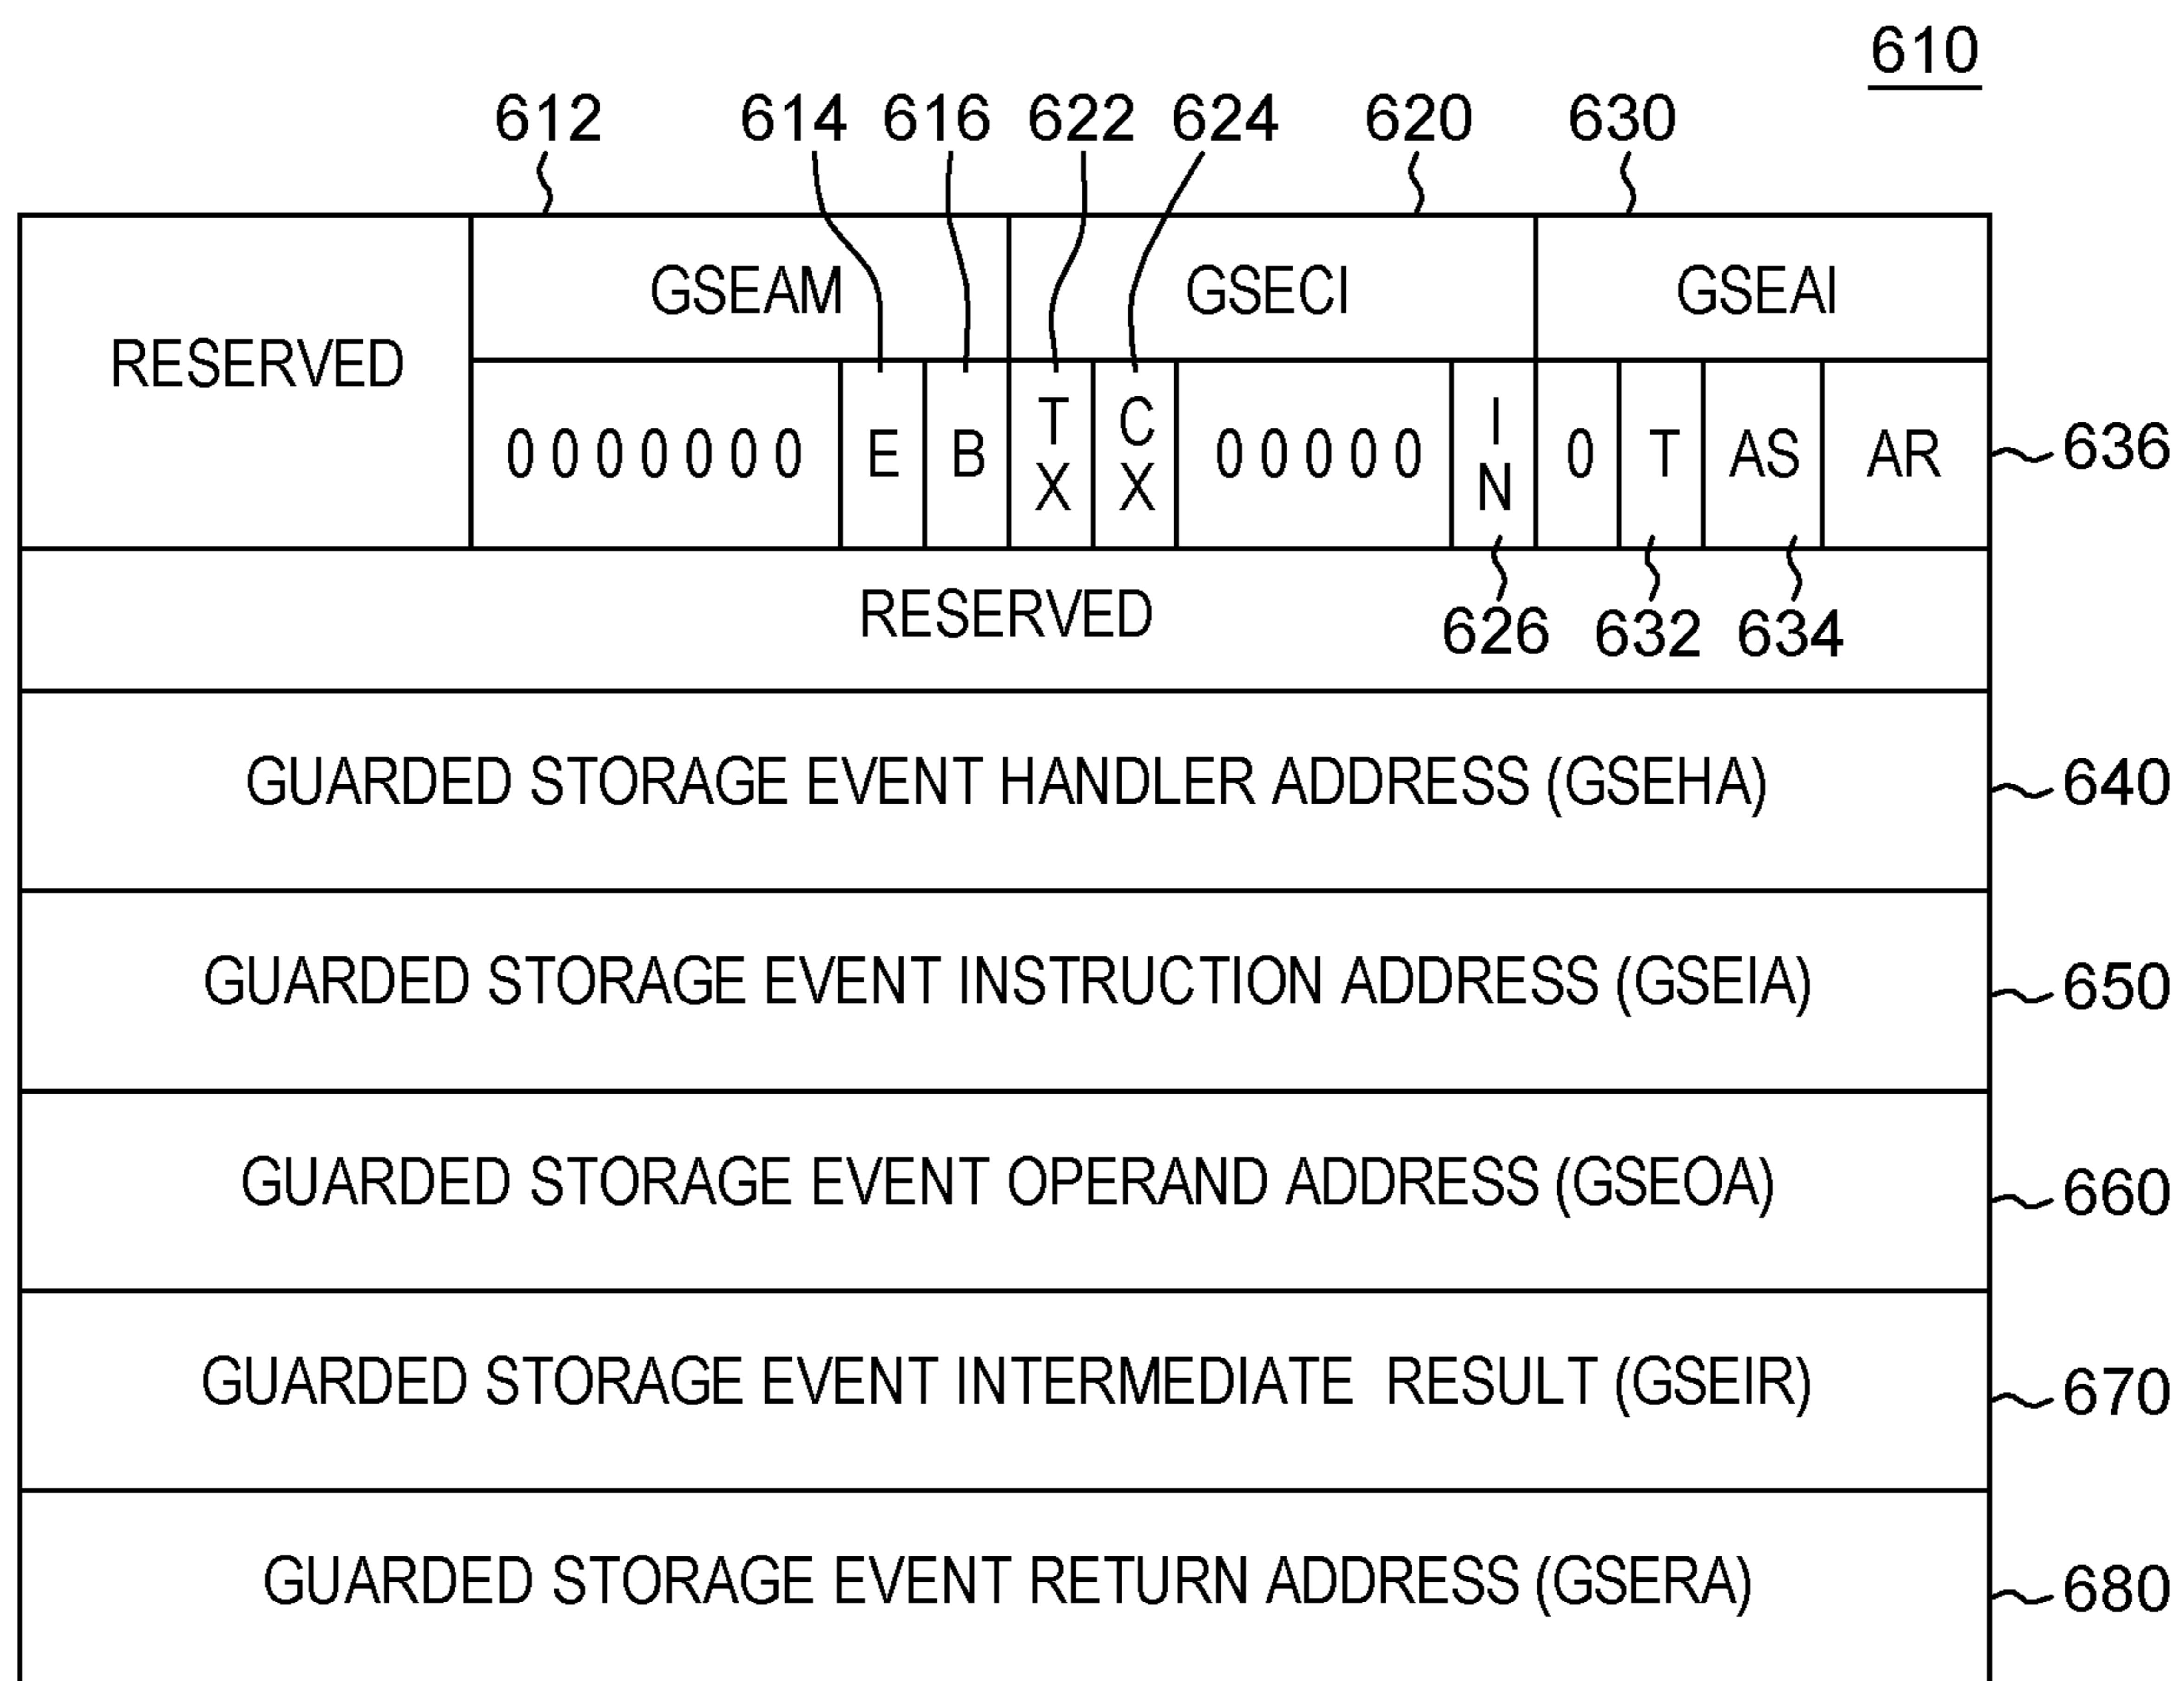 610
612 614 616 622 624 620 630
GSEAM GSECI GSEAI
RESERVED
0 0 0 0 0 0 0 E B TX CX 0 0 0 0 0 IN 0 T AS AR 636
RESERVED
626 632 634
GUARDED STORAGE EVENT HANDLER ADDRESS (GSEHA) 640
GUARDED STORAGE EVENT INSTRUCTION ADDRESS (GSEIA) 650
GUARDED STORAGE EVENT OPERAND ADDRESS (GSEOA) 660
GUARDED STORAGE EVENT INTERMEDIATE RESULT (GSEIR) 670
GUARDED STORAGE EVENT RETURN ADDRESS (GSERA) 680